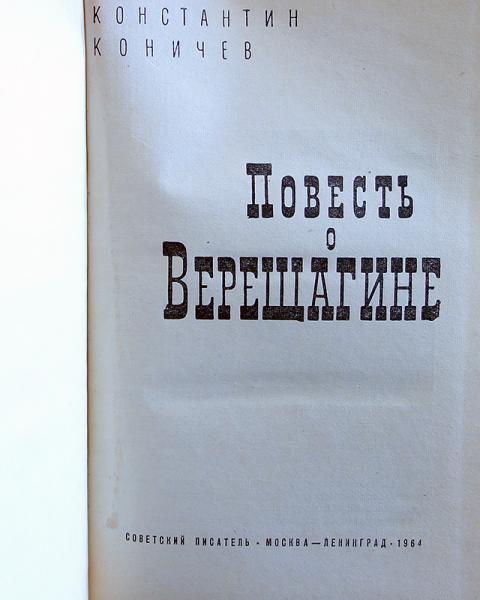 КОНСТАНТИН
КОНИЧЕВ
ПОВЕСТЬ
О
ВЕРЕЩАГИНЕ
СОВЕТСКИЙ ПИСАТЕЛЬ · МОСКВА—ЛЕНИНГРАД · 1964